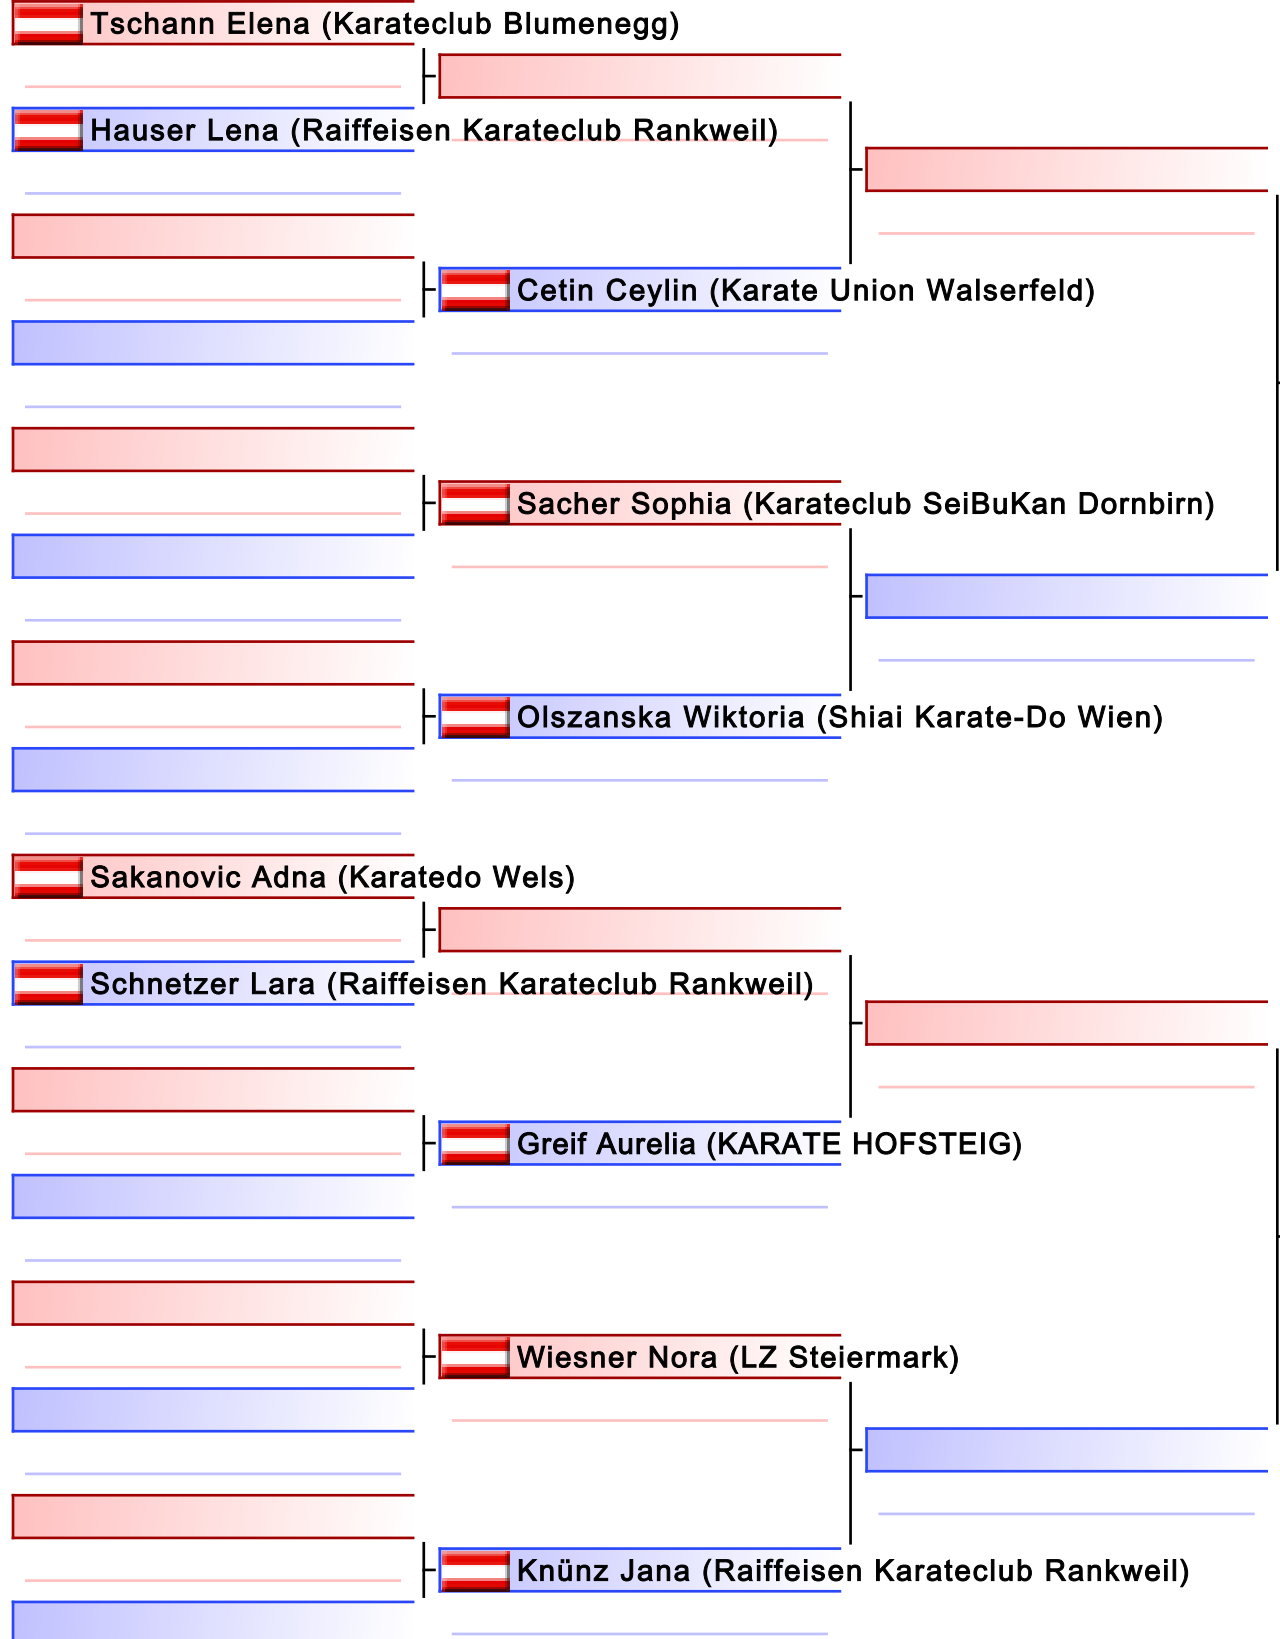 Tschann Elena (Karateclub Blumenegg)
Hauser Lena (Raiffeisen Karateclub Rankweil)
Cetin Ceylin (Karate Union Walserfeld)
Sacher Sophia (Karateclub SeiBuKan Dornbirn)
Olszanska Wiktoria (Shiai Karate-Do Wien)
Sakanovic Adna (Karatedo Wels)
Schnetzer Lara (Raiffeisen Karateclub Rankweil)
Greif Aurelia (KARATE HOFSTEIG)
Wiesner Nora (LZ Steiermark)
Knünz Jana (Raiffeisen Karateclub Rankweil)